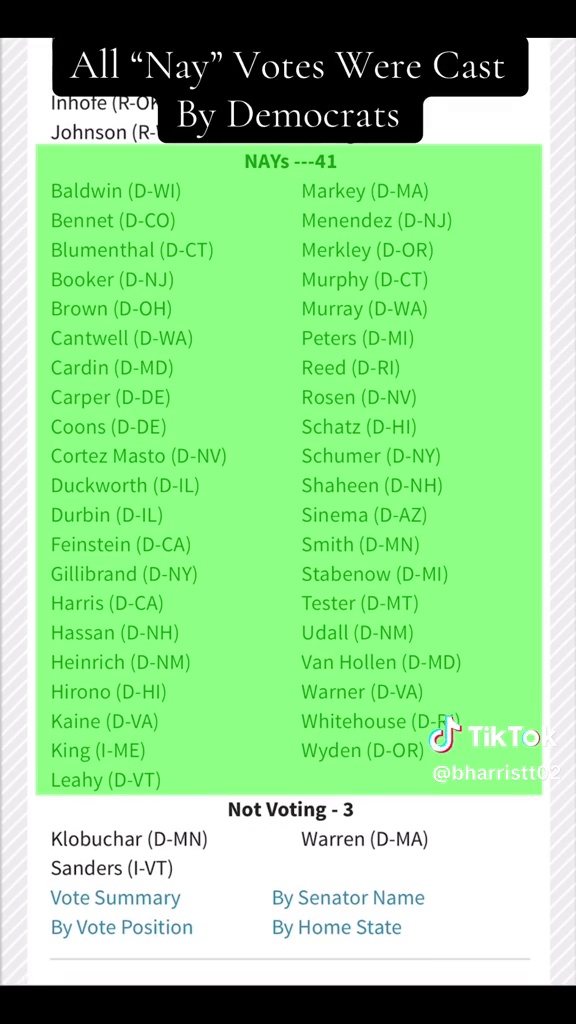 All “Nay” Votes Were Cast
By Democrats
Inhofe (R-O
Johnson (R-
NAYs ---41
Baldwin (D-WI) Markey (D-MA)
Bennet (D-CO) Menendez (D-NJ)
Blumenthal (D-CT) Merkley (D-OR)
Booker (D-NJ) Murphy (D-CT)
Brown (D-OH) Murray (D-WA)
Cantwell (D-WA) Peters (D-MI)
Cardin (D-MD) Reed (D-RI)
Carper (D-DE) Rosen (D-NV)
Coons (D-DE) Schatz (D-HI)
Cortez Masto (D-NV) Schumer (D-NY)
Duckworth (D-IL) Shaheen (D-NH)
Durbin (D-IL) Sinema (D-AZ)
Feinstein (D-CA) Smith (D-MN)
Gillibrand (D-NY) Stabenow (D-MI)
Harris (D-CA) Tester (D-MT)
Hassan (D-NH) Udall (D-NM)
Heinrich (D-NM) Van Hollen (D-MD)
Hirono (D-HI) Warner (D-VA)
Kaine (D-VA) Whitehouse (D-RI)
King (I-ME) Wyden (D-OR)
Leahy (D-VT)
TikTok
@bharristt02
Not Voting - 3
Klobuchar (D-MN) Warren (D-MA)
Sanders (I-VT)
Vote Summary By Senator Name
By Vote Position By Home State